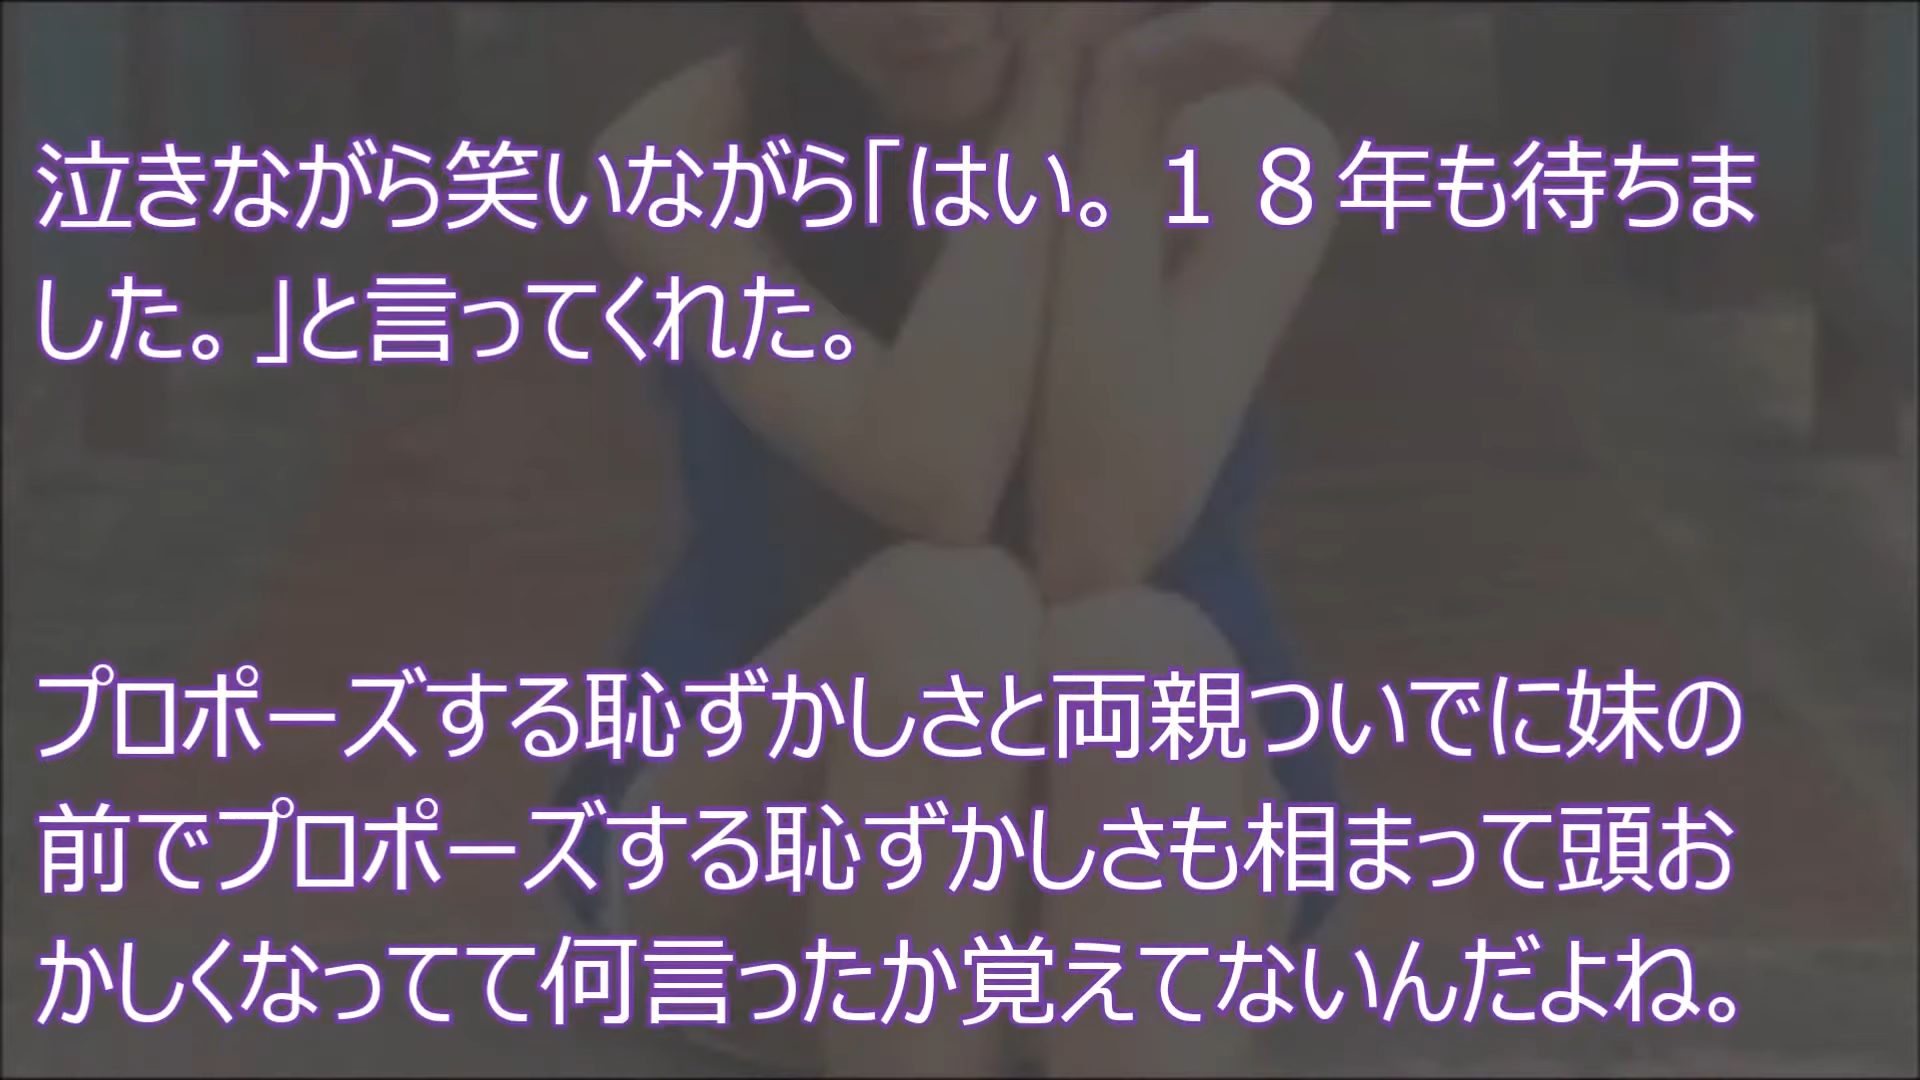 泣きながら笑いながら「はい。１８年も待ちま
した。」と言ってくれた。
プロポーズする恥ずかしさと両親ついでに妹の
前でプロポーズする恥ずかしさも相まって頭お
かしくなってて何言ったか覚えてないんだよね。